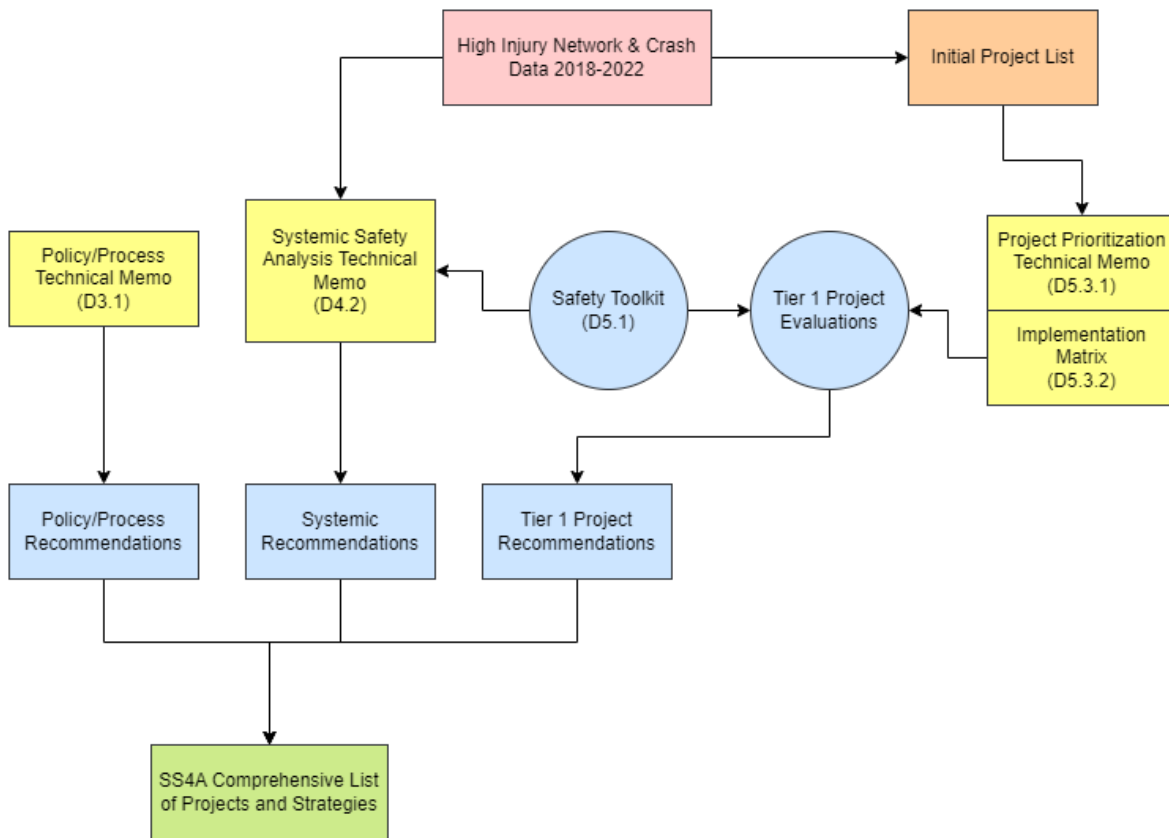 High Injury Network & Crash
Data 2018-2022
Initial Project List
Policy/Process
Technical Memo
(D3.1)
Systemic Safety
Analysis Technical
Memo
(D4.2)
Safety Toolkit
(D5.1)
Tier 1 Project
Evaluations
Project Prioritization
Technical Memo
(D5.3.1)
Implementation
Matrix
(D5.3.2)
Policy/Process
Recommendations
Systemic
Recommendations
Tier 1 Project
Recommendations
SS4A Comprehensive List
of Projects and Strategies